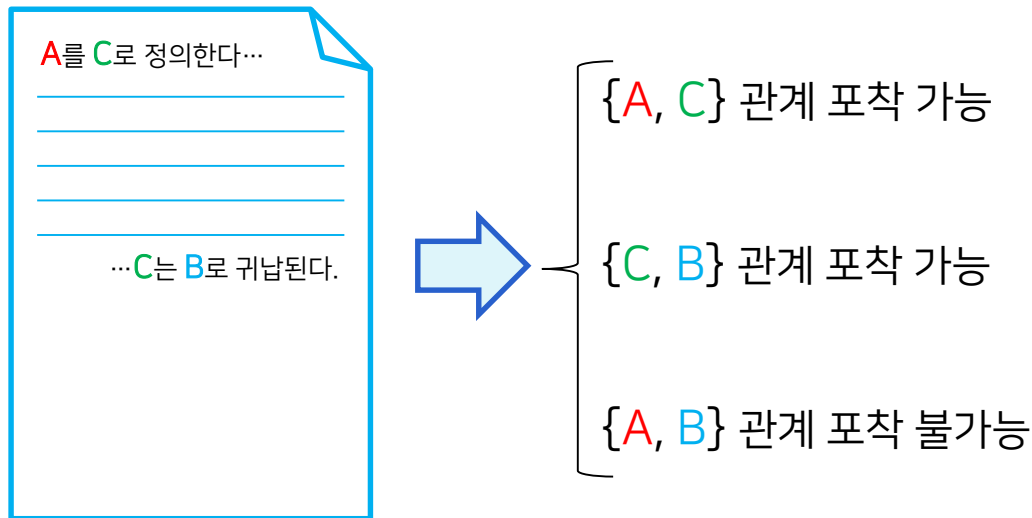 A를 C로 정의한다…
…C는 B로 귀납된다.
{A, C} 관계 포착 가능
{C, B} 관계 포착 가능
{A, B} 관계 포착 불가능